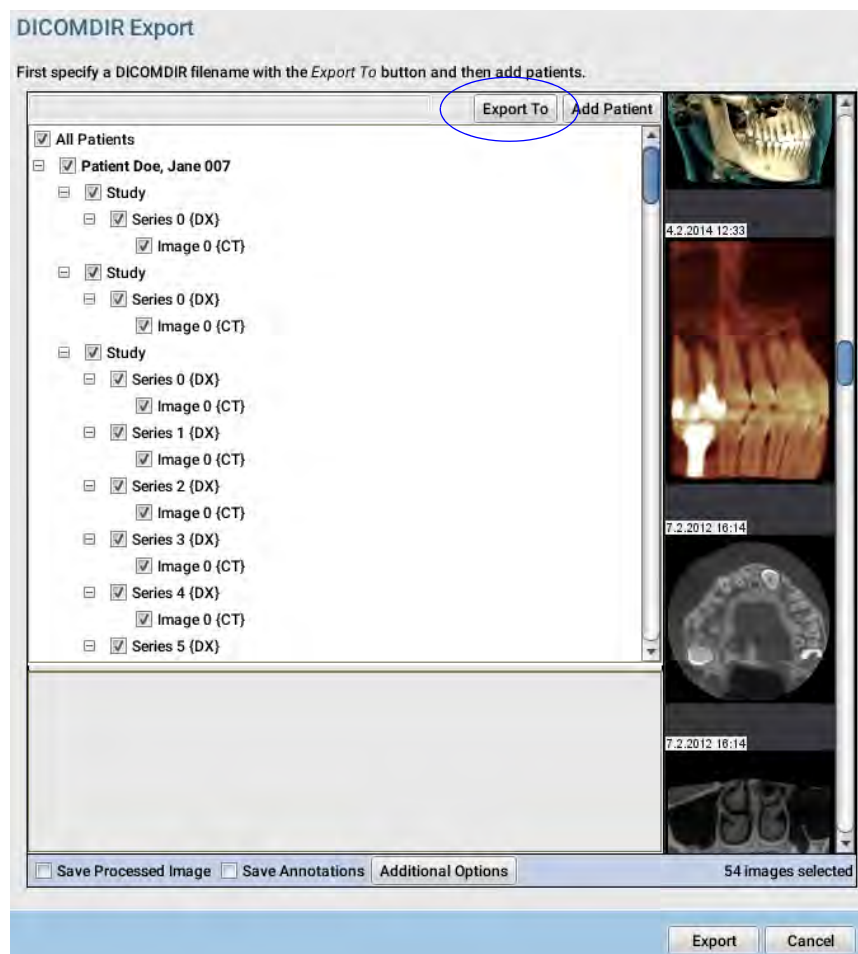 DICOMDIR Export
First specify a DICOMDIR filename with the Export To button and then add patients.
Export To Add Patient
All Patients
Patient Doe, Jane 007
Study
Series 0 {DX}
Image 0 {CT}
Study
Series 0 {DX}
Image 0 {CT}
Study
Series 0 {DX}
Image 0 {CT}
Series 1 {DX}
Image 0 {CT}
Series 2 {DX}
Image 0 {CT}
Series 3 {DX}
Image 0 {CT}
Series 4 {DX}
Image 0 {CT}
Series 5 {DX}
4.2.2014 12:33
7.2.2012 16:14
7.2.2012 16:14
Save Processed Image Save Annotations Additional Options 54 images selected
Export Cancel